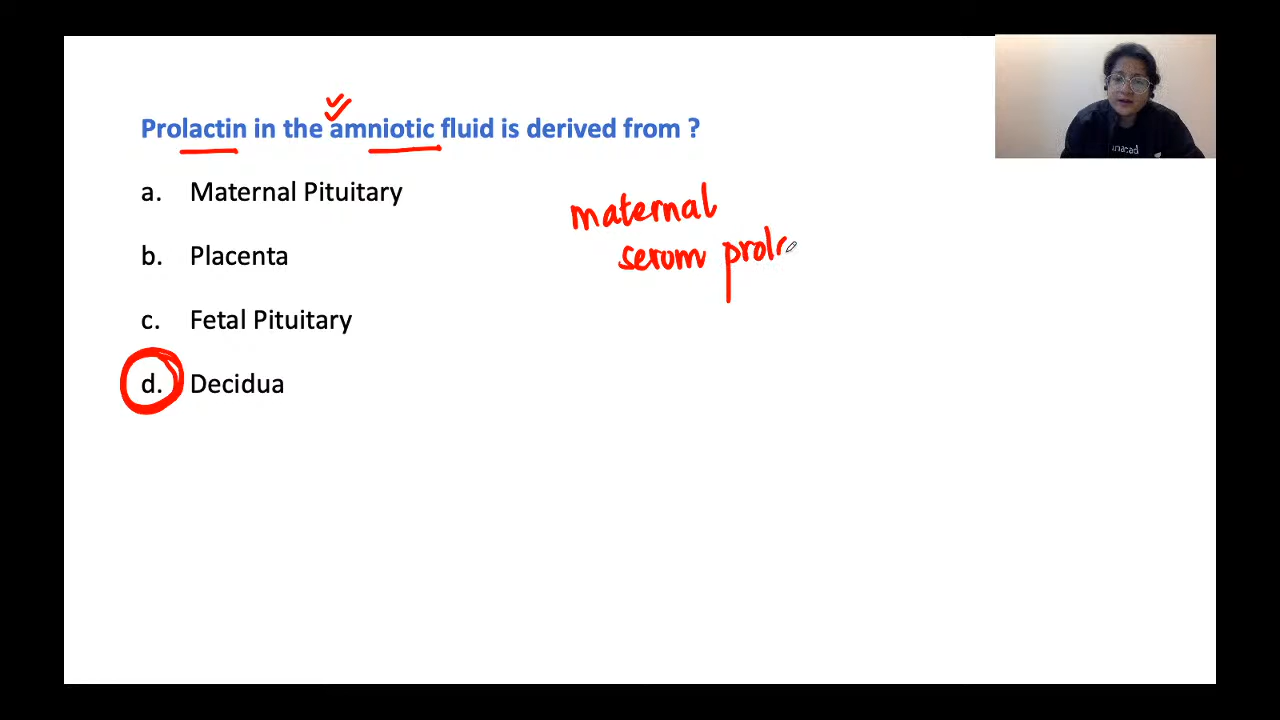 Prolactin in the amniotic fluid is derived from ?
a. Maternal Pituitary
b. Placenta
c. Fetal Pituitary
d. Decidua
maternal
serum